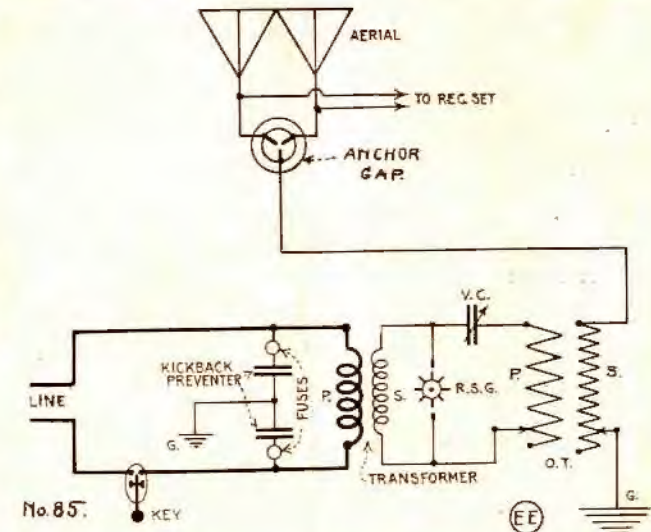 AERIAL
TO REC. SET
ANCHOR
GAP.
V.C.
KICKBACK
PREVENTER
FUSES
P.
S.
R.S.G.
P.
S.
LINE
G.
TRANSFORMER
O.T.
No. 85.
KEY
EE
G.